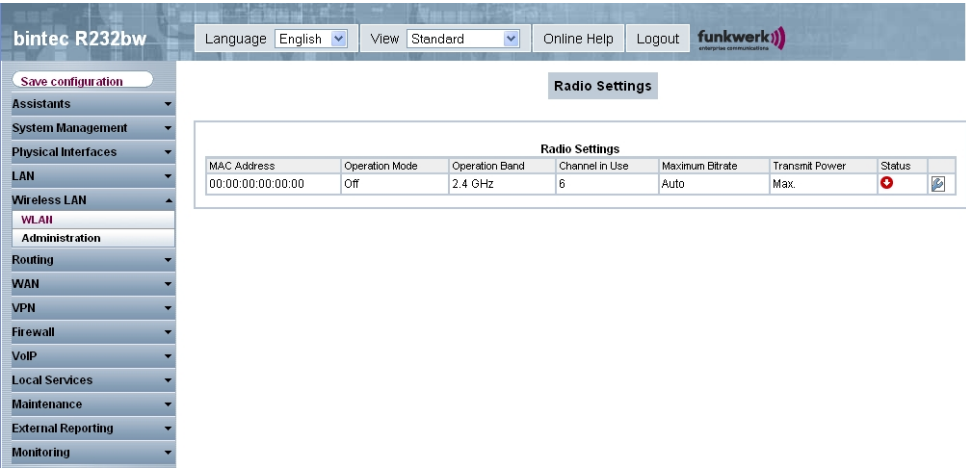 bintec R232bw
Language English View Standard Online Help Logout funkwerk
enterprise communications
Save configuration
Assistants
System Management
Physical Interfaces
LAN
Wireless LAN
WLAN
Administration
Routing
WAN
VPN
Firewall
VoIP
Local Services
Maintenance
External Reporting
Monitoring
Radio Settings
Radio Settings
MAC Address Operation Mode Operation Band Channel in Use Maximum Bitrate Transmit Power Status
00:00:00:00:00:00 Off 2.4 GHz 6 Auto Max.